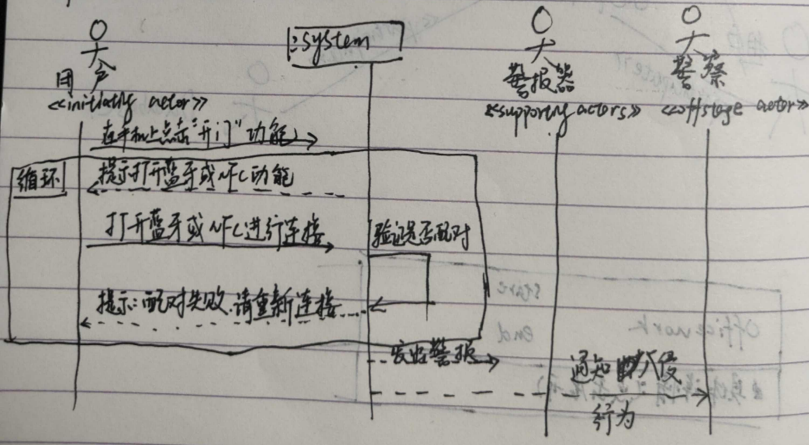 :system
用户
<<initiating actor>>
警报器
<<supporting actors>>
警察
<<offstage actor>>
在手机上点击"开门"功能
循环
提示打开蓝牙或NFC功能
打开蓝牙或NFC进行连接
验证是否配对
提示:配对失败.请重新连接
发出警报
通知 入侵
行为